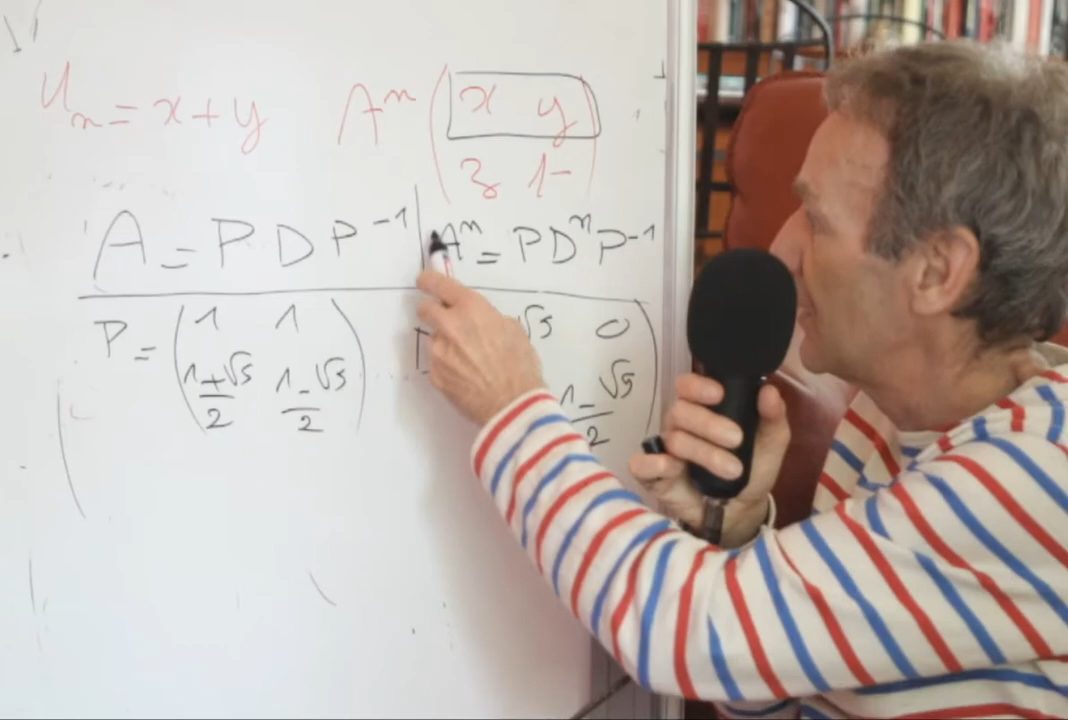 u_n = x + y    A^n ( x y
z 1- )
A = P D P^-1 | A^n = P D^n P^-1
P = ( 1 1    √5 0
1+√5/2 1-√5/2 )    1-√5/2 )